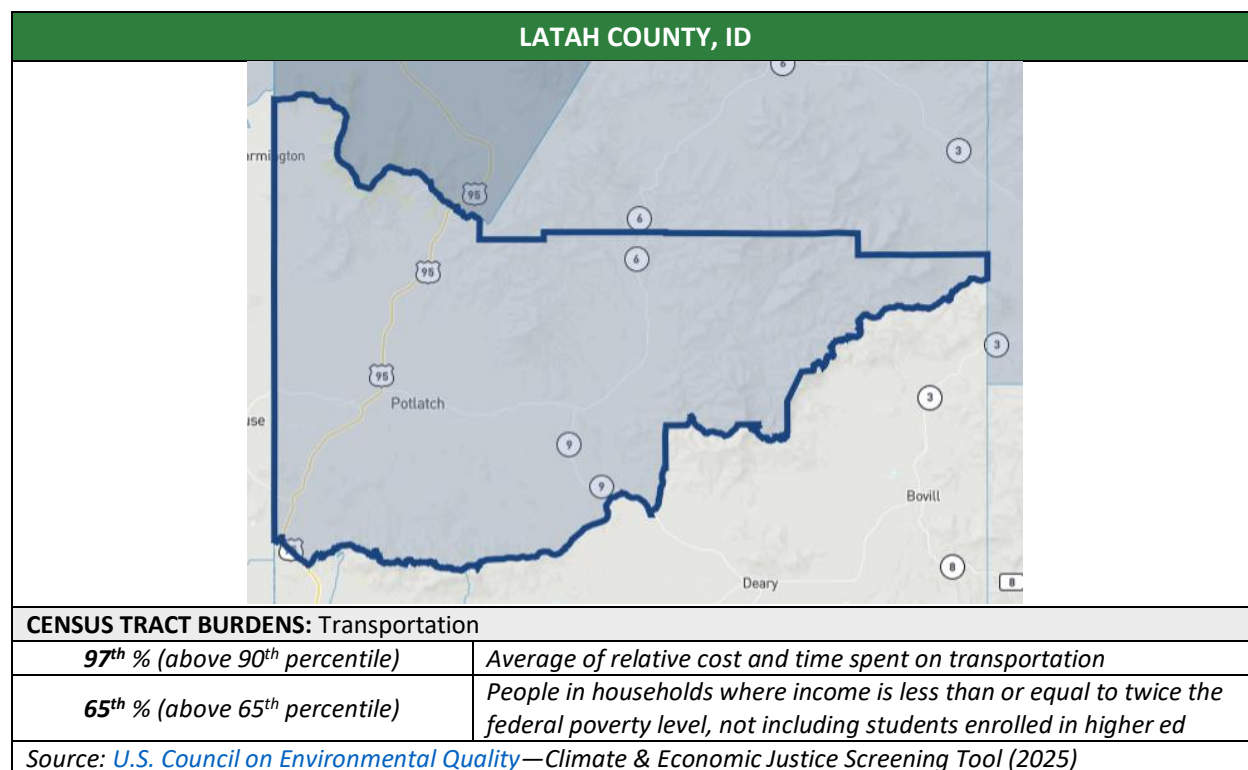 LATAH COUNTY, ID
6
3
armington
95
6
6
95
3
95
3
Potlatch
use
9
9
Bovill
8
8
Deary
CENSUS TRACT BURDENS: Transportation
97th % (above 90th percentile)
Average of relative cost and time spent on transportation
65th % (above 65th percentile)
People in households where income is less than or equal to twice the
federal poverty level, not including students enrolled in higher ed
Source: U.S. Council on Environmental Quality—Climate & Economic Justice Screening Tool (2025)